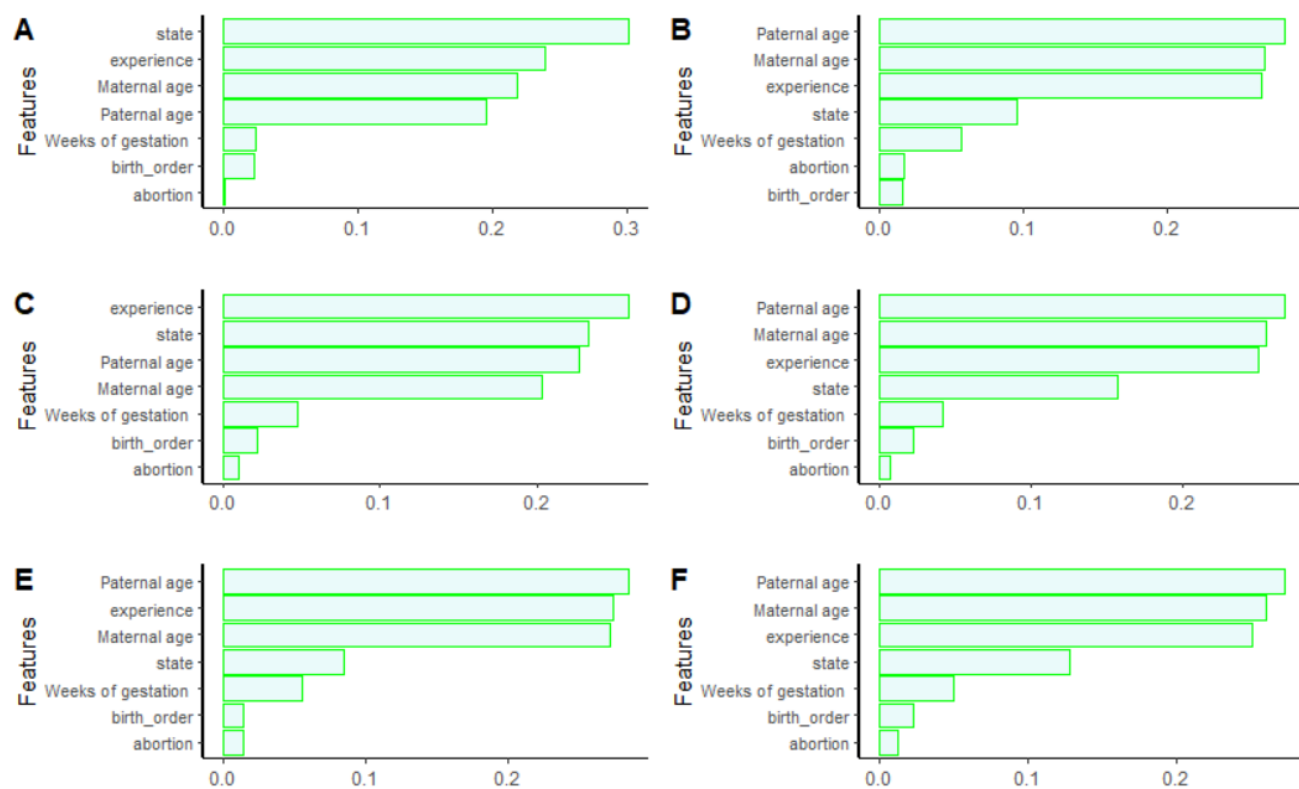 A
Features
state
experience
Maternal age
Paternal age
Weeks of gestation
birth_order
abortion
0.0 0.1 0.2 0.3
B
Features
Paternal age
Maternal age
experience
state
Weeks of gestation
abortion
birth_order
0.0 0.1 0.2
C
Features
experience
state
Paternal age
Maternal age
Weeks of gestation
birth_order
abortion
0.0 0.1 0.2
D
Features
Paternal age
Maternal age
experience
state
Weeks of gestation
birth_order
abortion
0.0 0.1 0.2
E
Features
Paternal age
experience
Maternal age
state
Weeks of gestation
birth_order
abortion
0.0 0.1 0.2
F
Features
Paternal age
Maternal age
experience
state
Weeks of gestation
birth_order
abortion
0.0 0.1 0.2